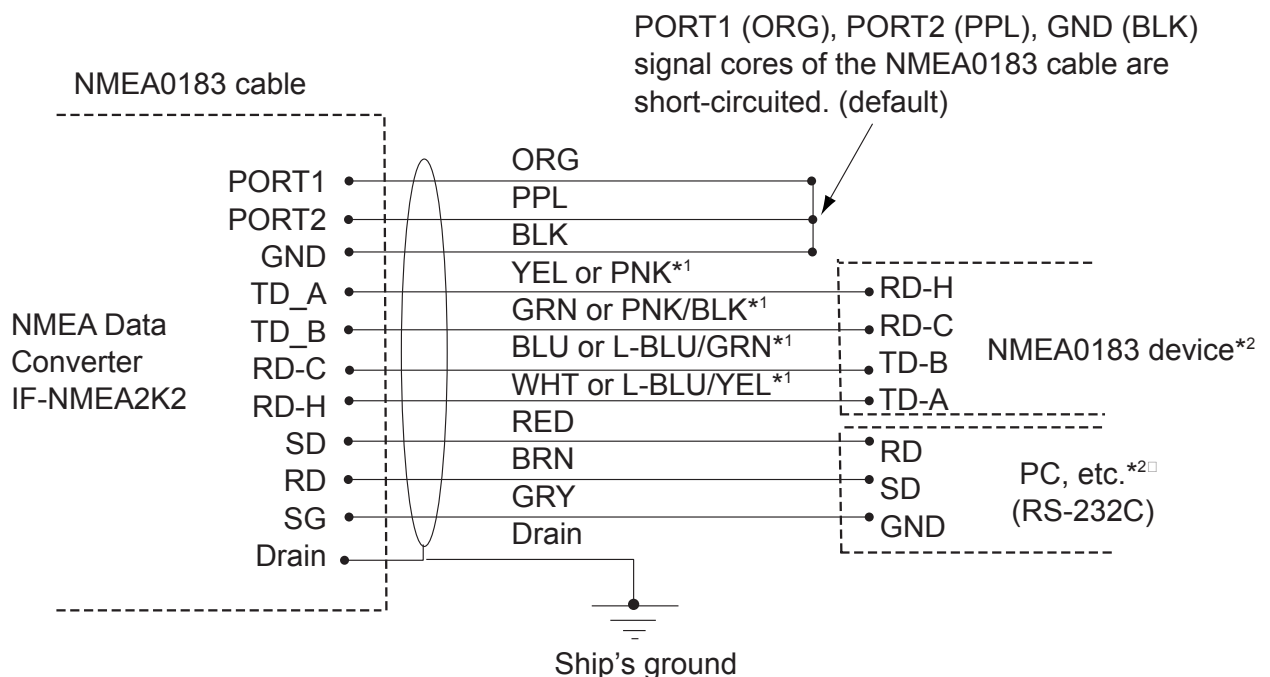 PORT1 (ORG), PORT2 (PPL), GND (BLK)
signal cores of the NMEA0183 cable are
short-circuited. (default)
NMEA0183 cable
PORT1
PORT2
GND
TD_A
TD_B
RD-C
RD-H
SD
RD
SG
Drain
NMEA Data
Converter
IF-NMEA2K2
ORG
PPL
BLK
YEL or PNK*1
GRN or PNK/BLK*1
BLU or L-BLU/GRN*1
WHT or L-BLU/YEL*1
RED
BRN
GRY
Drain
RD-H
RD-C
TD-B
TD-A
NMEA0183 device*2
RD
SD
GND
PC, etc.*2□
(RS-232C)
Ship's ground